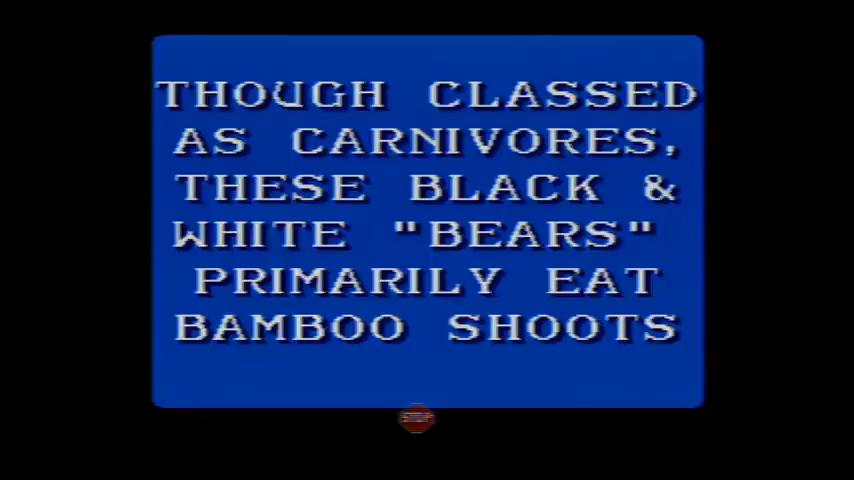 THOUGH CLASSED
AS CARNIVORES,
THESE BLACK &
WHITE "BEARS"
PRIMARILY EAT
BAMBOO SHOOTS